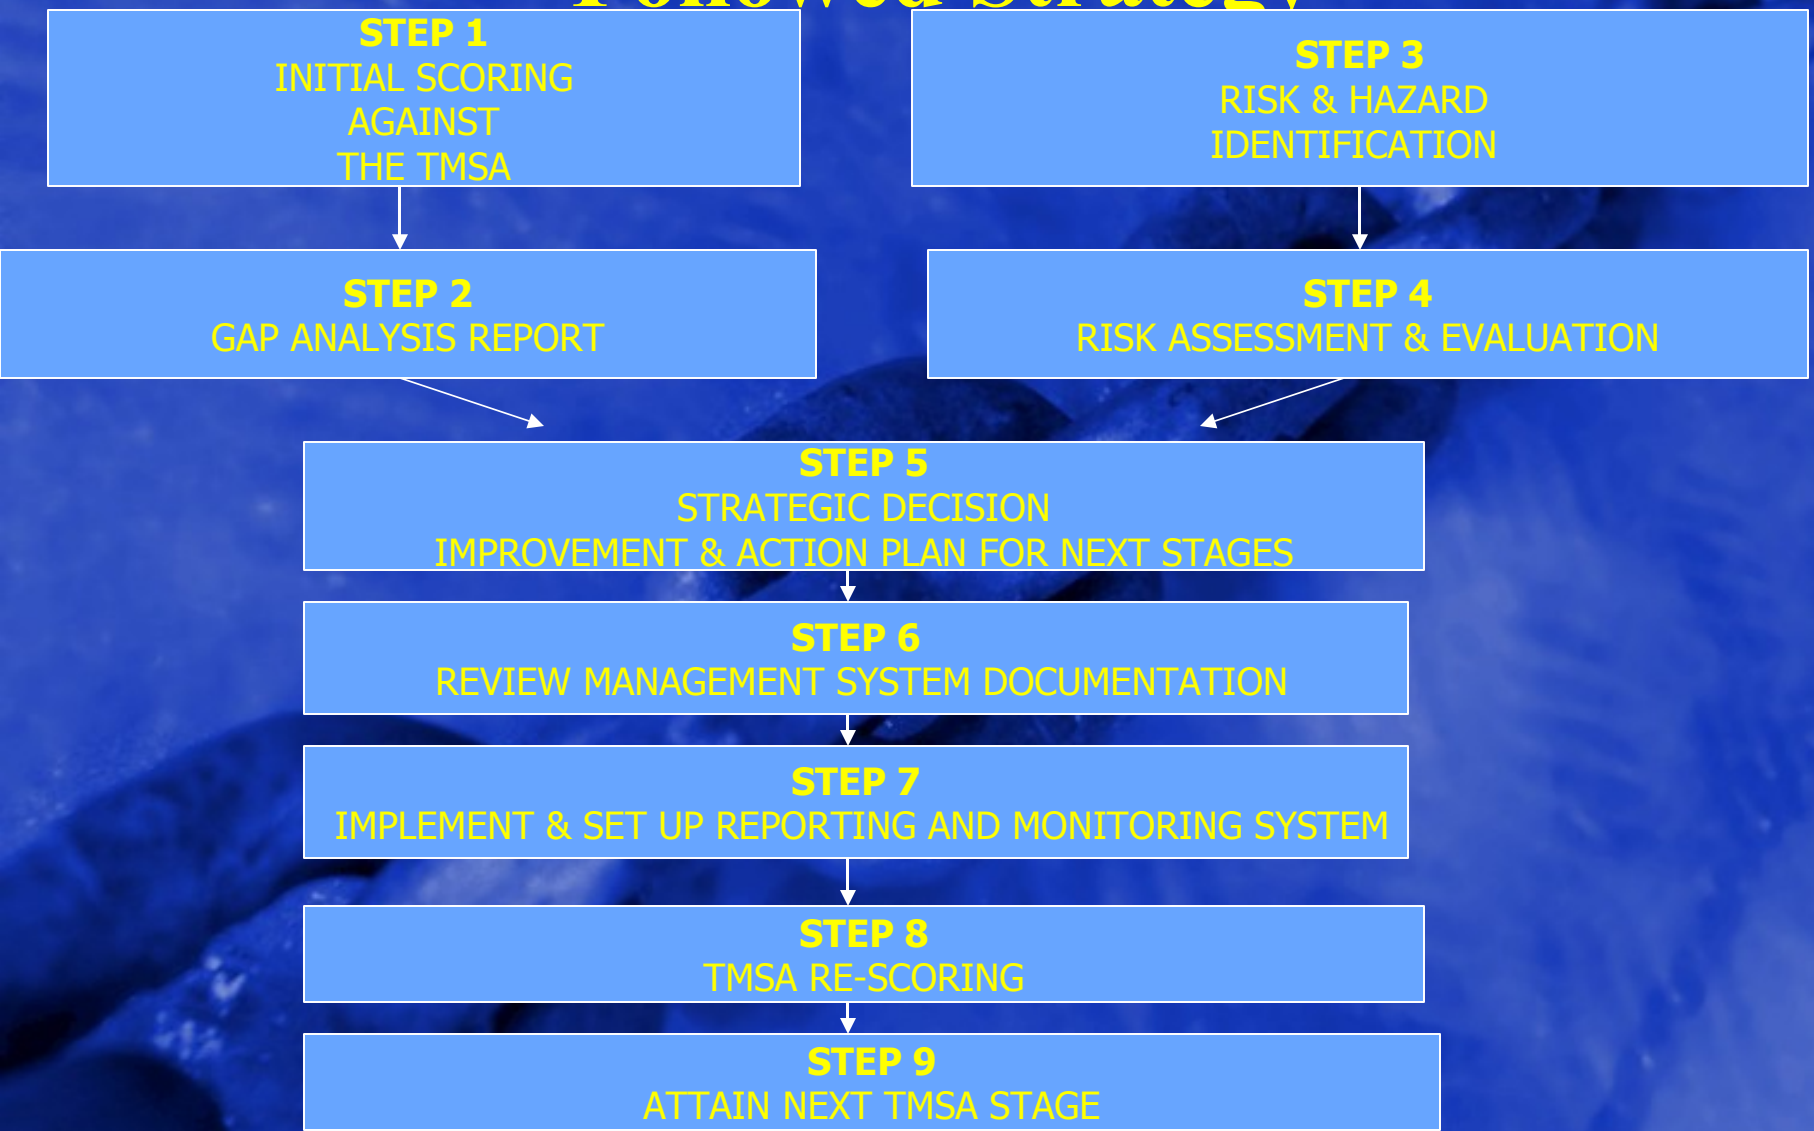 Followed Strategy
STEP 1
INITIAL SCORING
AGAINST
THE TMSA
STEP 3
RISK & HAZARD
IDENTIFICATION
STEP 2
GAP ANALYSIS REPORT
STEP 4
RISK ASSESSMENT & EVALUATION
STEP 5
STRATEGIC DECISION
IMPROVEMENT & ACTION PLAN FOR NEXT STAGES
STEP 6
REVIEW MANAGEMENT SYSTEM DOCUMENTATION
STEP 7
IMPLEMENT & SET UP REPORTING AND MONITORING SYSTEM
STEP 8
TMSA RE-SCORING
STEP 9
ATTAIN NEXT TMSA STAGE